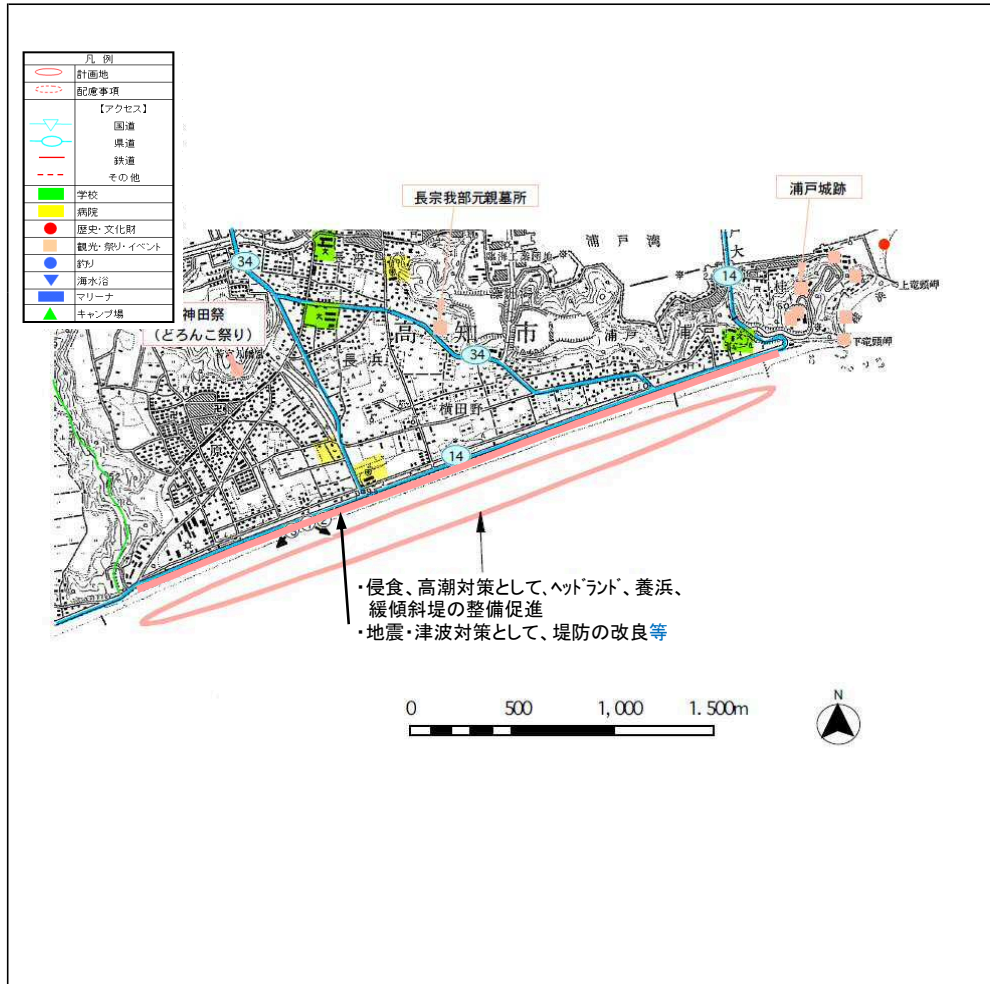 凡 例
計画地
配慮事項
【アクセス】
国道
県道
鉄道
その他
学校
病院
歴史・文化財
観光・祭り・イベント
釣り
海水浴
マリーナ
キャンプ場
長宗我部元親墓所
浦戸城跡
浦 戸 湾
34
14
上竜頭岬
神田祭
(どろんこ祭り)
高 知 市
浦戸
浦 戸
下竜頭岬
34
長浜
横田野
原
14
・侵食、高潮対策として、ヘッドランド、養浜、
緩傾斜堤の整備促進
・地震・津波対策として、堤防の改良等
0 500 1,000 1.500m
N